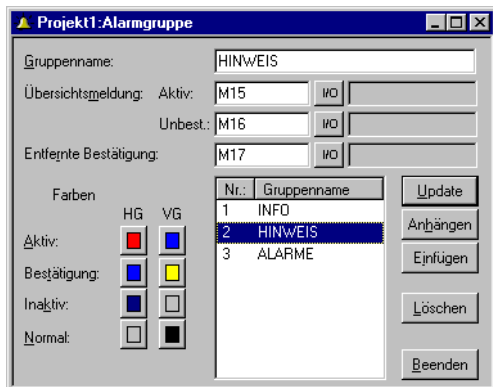 Projekt1:Alarmgruppe
Gruppenname: HINWEIS
Übersichtsmeldung: Aktiv: M15 I/O
Unbest.: M16 I/O
Entfernte Bestätigung: M17 I/O
Farben
HG VG
Aktiv:
Bestätigung:
Inaktiv:
Normal:
Nr.: Gruppenname
1 INFO
2 HINWEIS
3 ALARME
Update
Anhängen
Einfügen
Löschen
Beenden